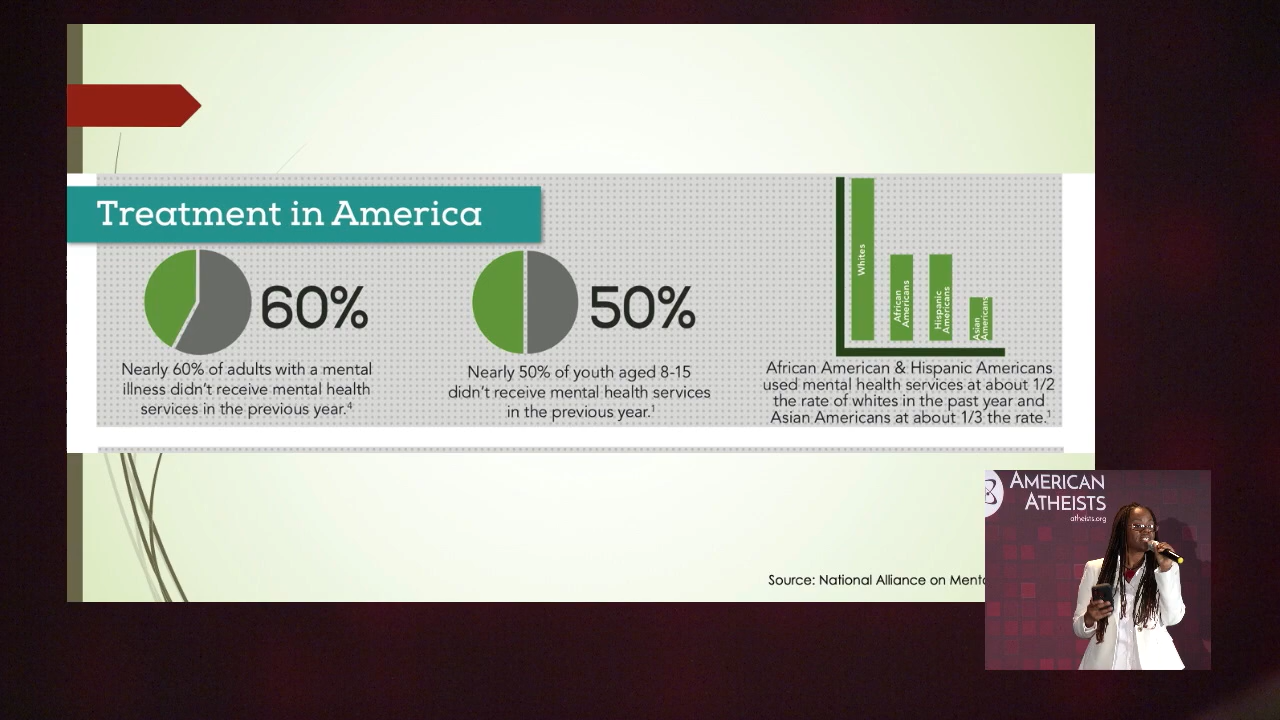 Treatment in America
60%
Nearly 60% of adults with a mental
illness didn't receive mental health
services in the previous year.4
50%
Nearly 50% of youth aged 8-15
didn't receive mental health services
in the previous year.1
Whites
African
Americans
Hispanic
Americans
Asian
Americans
African American & Hispanic Americans
used mental health services at about 1/2
the rate of whites in the past year and
Asian Americans at about 1/3 the rate.1
Source: National Alliance on
AMERICAN
ATHEISTS
atheists.org